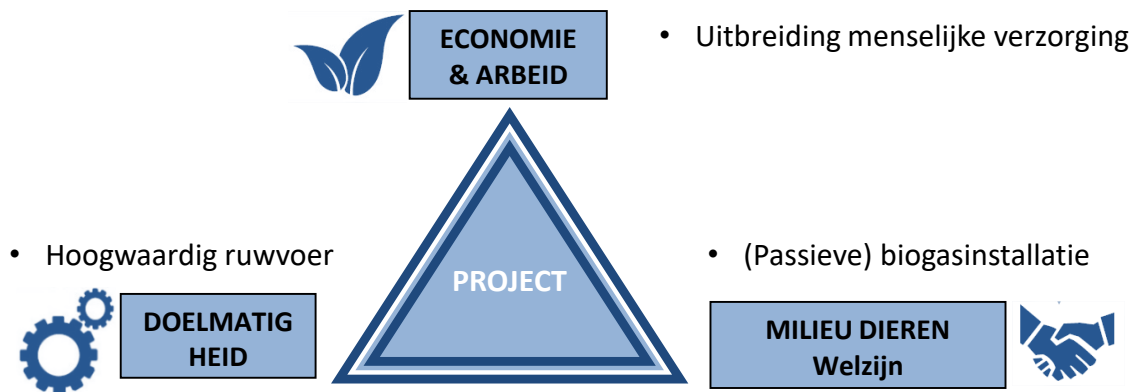 ECONOMIE
& ARBEID
• Uitbreiding menselijke verzorging
• Hoogwaardig ruwvoer
• (Passieve) biogasinstallatie
PROJECT
DOELMATIG
HEID
MILIEU DIEREN
Welzijn